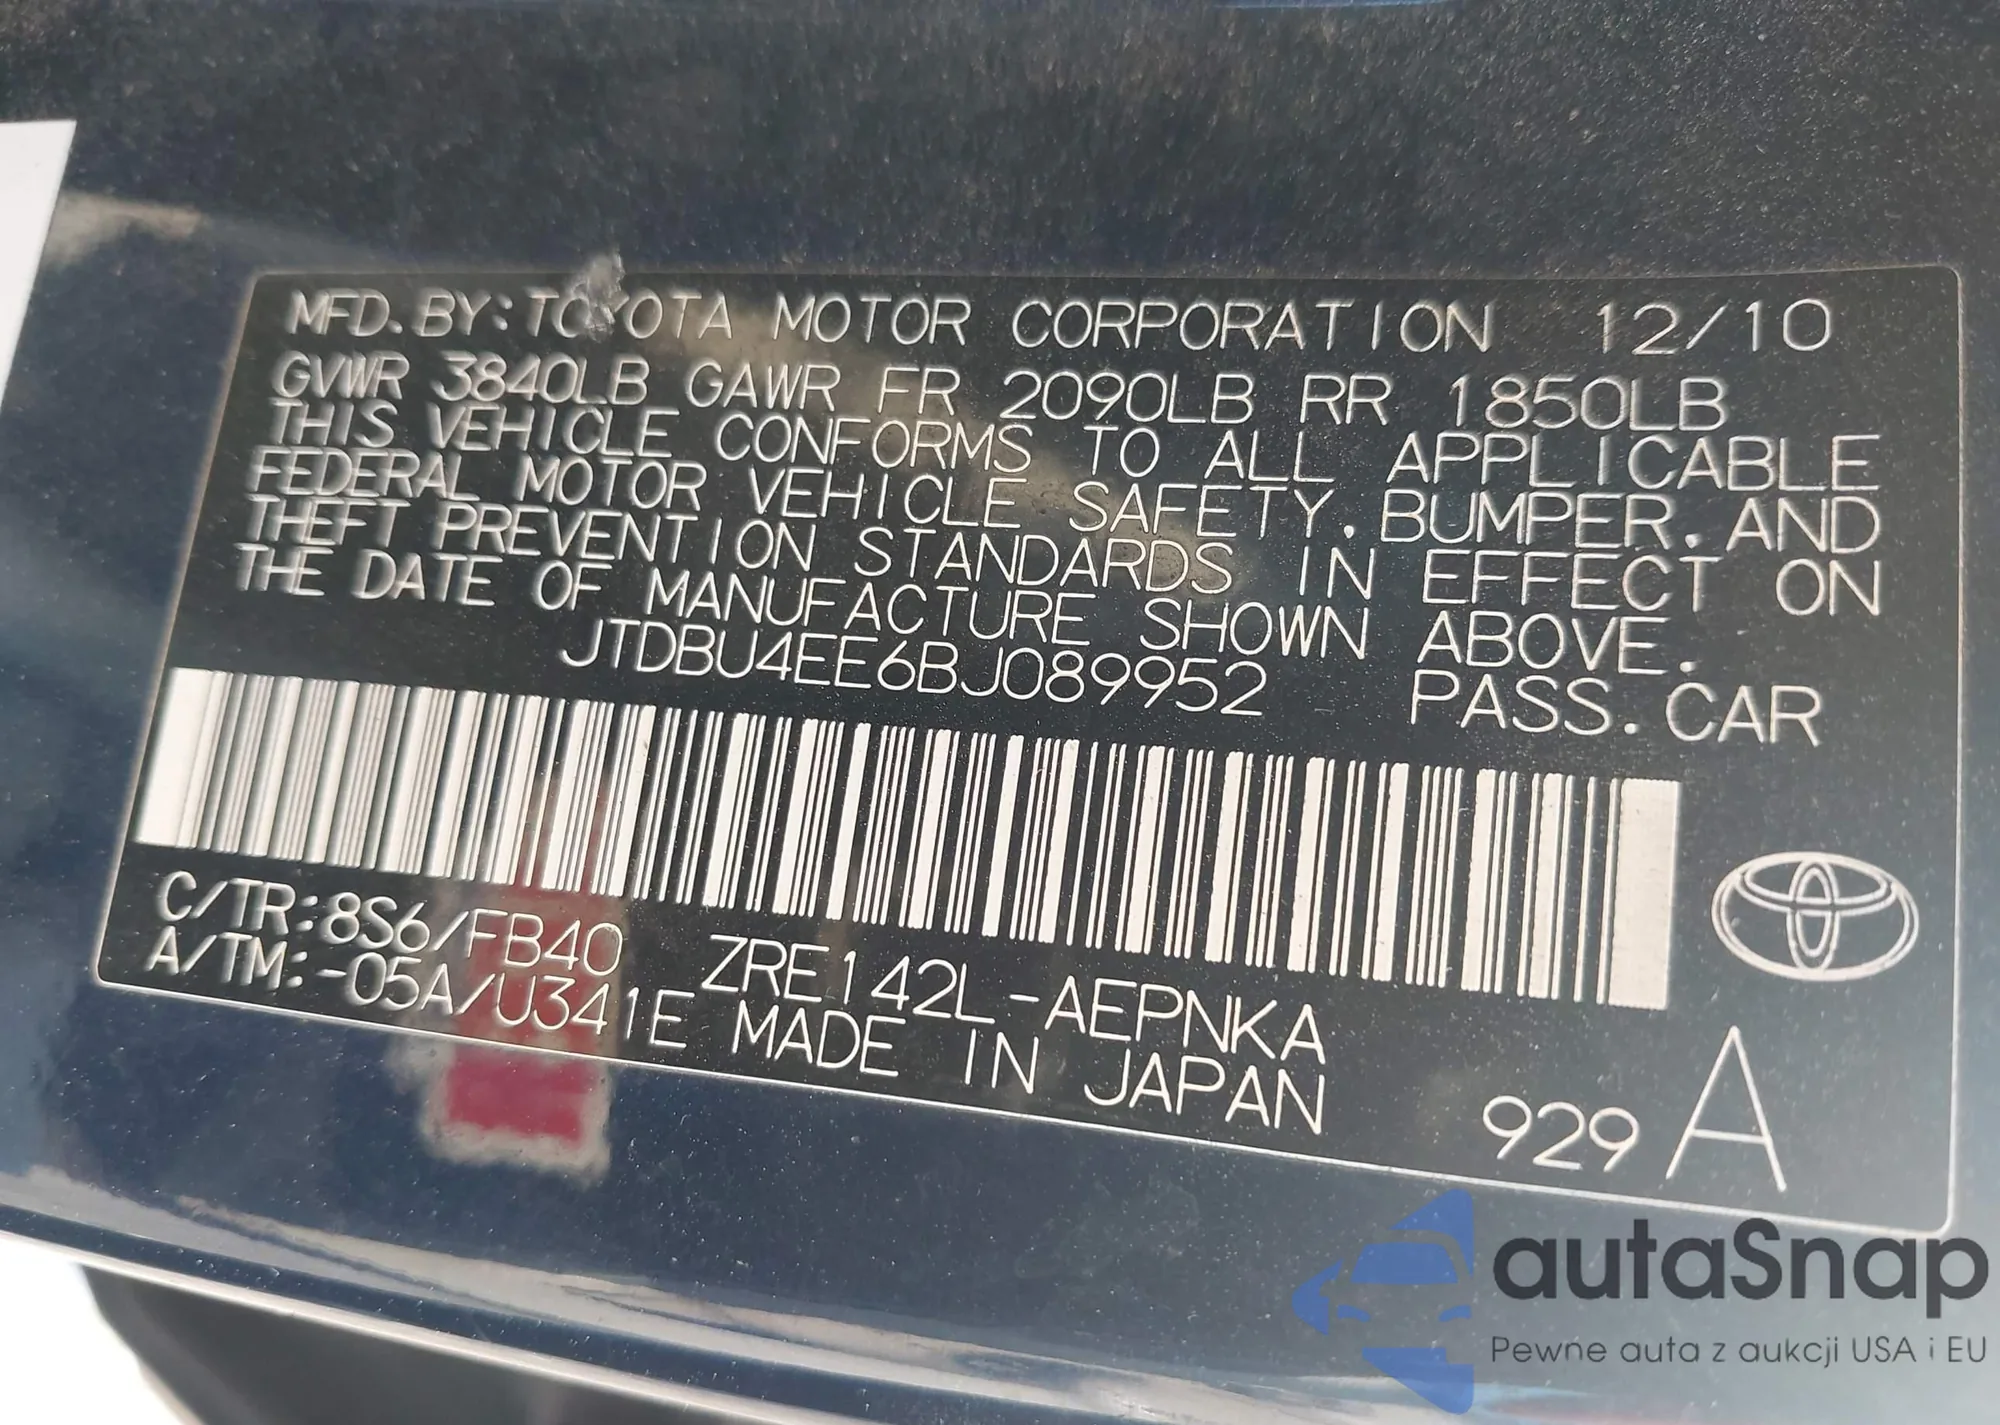 MFD. BY: TOYOTA MOTOR CORPORATION 12/10
GVWR 3840LB GAWR FR 2090LB RR 1850LB
THIS VEHICLE CONFORMS TO ALL APPLICABLE
FEDERAL MOTOR VEHICLE SAFETY, BUMPER, AND
THEFT PREVENTION STANDARDS IN EFFECT ON
THE DATE OF MANUFACTURE SHOWN ABOVE.
JTDBU4EE6BJ089952 PASS. CAR
C/TR: 8S6/FB40 ZRE142L-AEPNKA
A/TM: -05A/U341E MADE IN JAPAN
929 A
autaSnap
Pewne auta z aukcji USA i EU